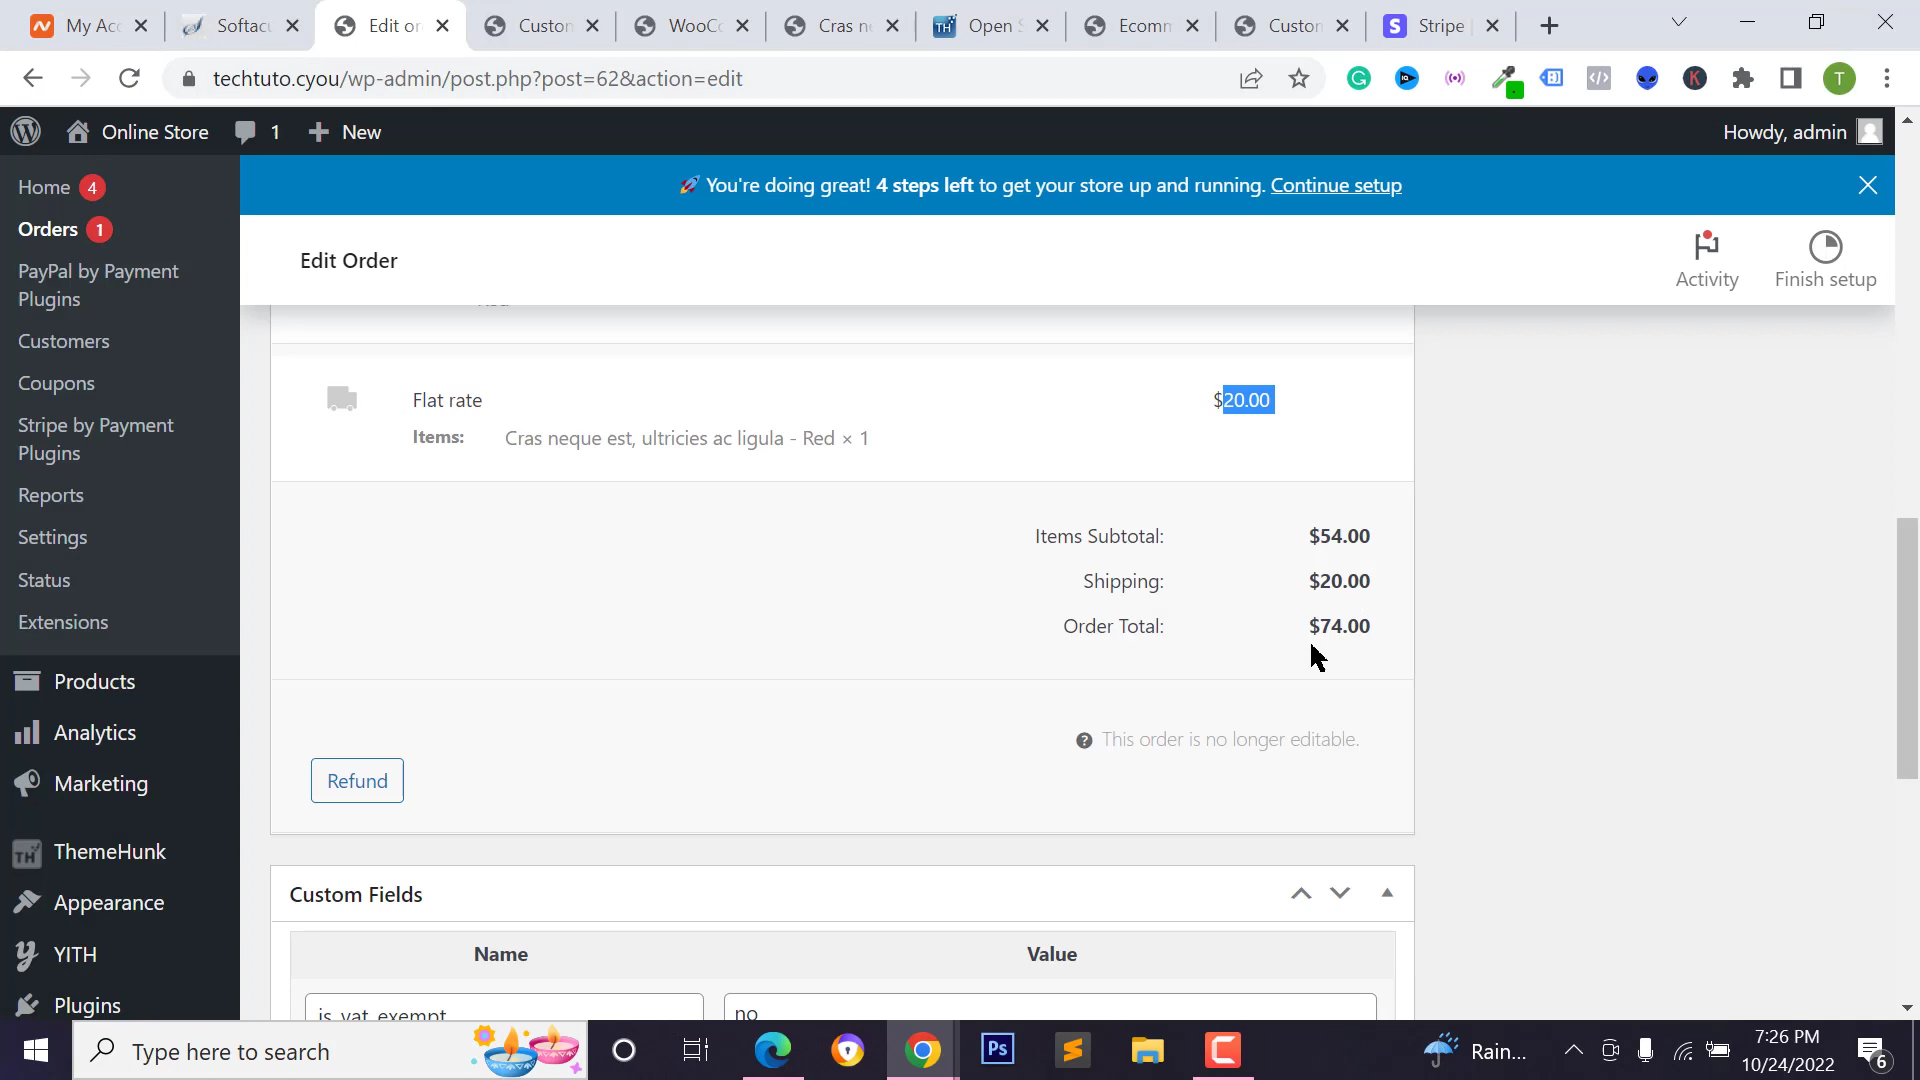 My Acc
Softacu
Edit or
Custon
WooCo
Cras ne
TH
Open S
Ecomm
Custon
S
Stripe
techtuto.cyou/wp-admin/post.php?post=62&action=edit
K
T
Online Store
1
New
Howdy, admin
Home 4
Orders 1
PayPal by Payment
Plugins
Customers
Coupons
Stripe by Payment
Plugins
Reports
Settings
Status
Extensions
Products
Analytics
Marketing
TH ThemeHunk
Appearance
YITH
Plugins
🚀 You're doing great! 4 steps left to get your store up and running. Continue setup
Edit Order
Activity
Finish setup
Flat rate
$20.00
Items: Cras neque est, ultricies ac ligula - Red × 1
Items Subtotal: $54.00
Shipping: $20.00
Order Total: $74.00
This order is no longer editable.
Refund
Custom Fields
Name
Value
is_vat_exempt
no
Type here to search
Ps
Rain...
7:26 PM
10/24/2022
6